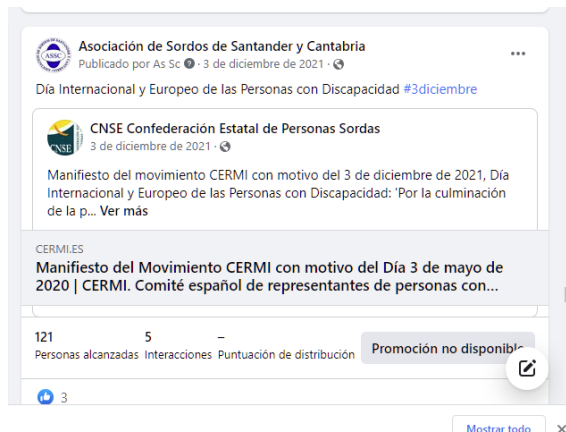 Asociación de Sordos de Santander y Cantabria
Publicado por As Sc · 3 de diciembre de 2021 ·
Día Internacional y Europeo de las Personas con Discapacidad #3diciembre
CNSE Confederación Estatal de Personas Sordas
3 de diciembre de 2021 ·
Manifiesto del movimiento CERMI con motivo del 3 de diciembre de 2021, Día
Internacional y Europeo de las Personas con Discapacidad: 'Por la culminación
de la p... Ver más
CERMI.ES
Manifiesto del Movimiento CERMI con motivo del Día 3 de mayo de
2020 | CERMI. Comité español de representantes de personas con...
121 5 –
Personas alcanzadas Interacciones Puntuación de distribución
Promoción no disponible
3
Mostrar todo